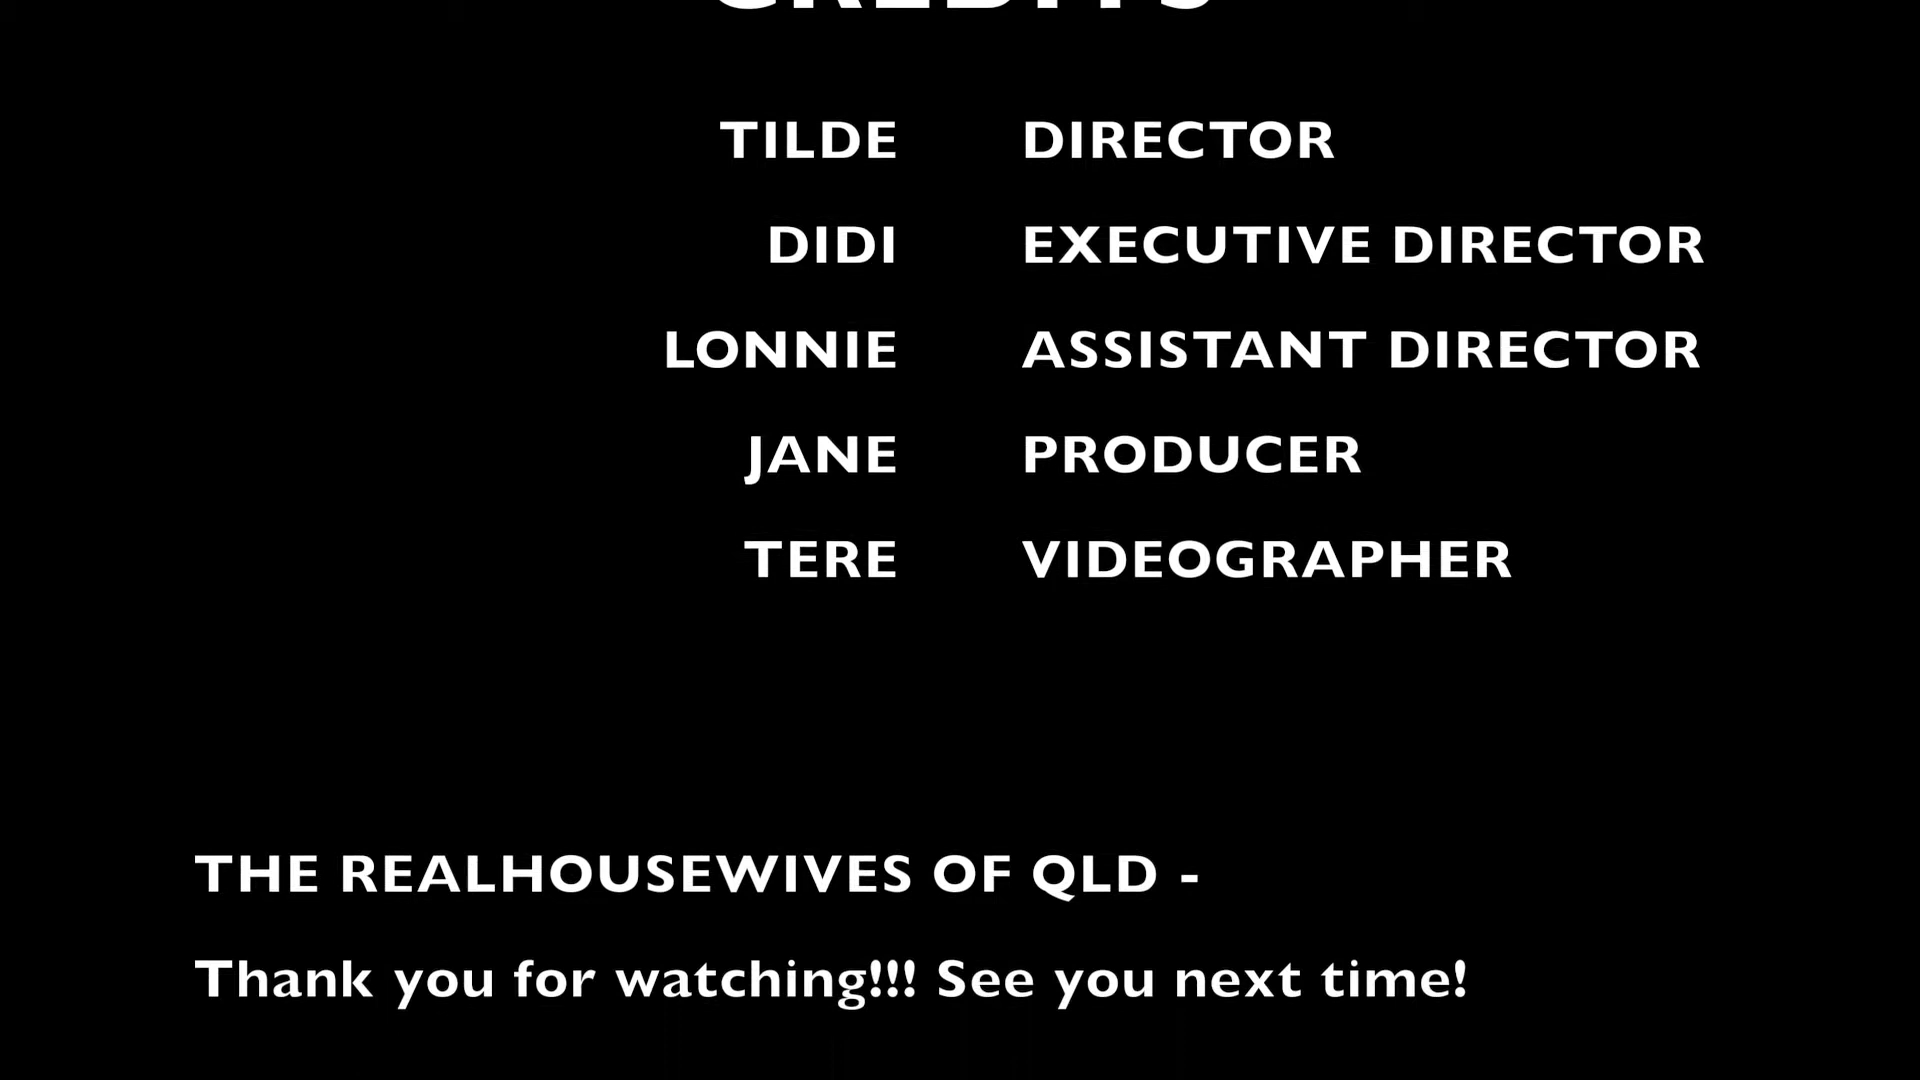 CREDITS
TILDE DIRECTOR
DIDI EXECUTIVE DIRECTOR
LONNIE ASSISTANT DIRECTOR
JANE PRODUCER
TERE VIDEOGRAPHER
THE REALHOUSEWIVES OF QLD -
Thank you for watching!!! See you next time!